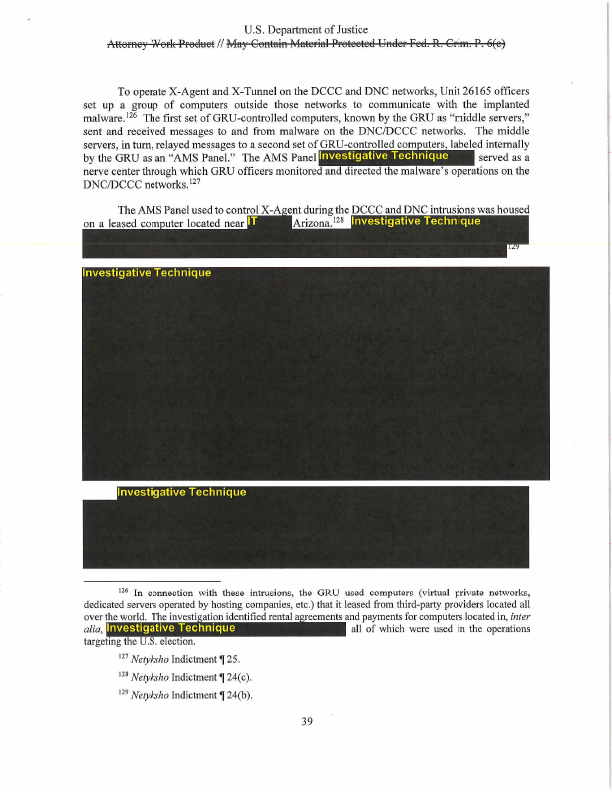 U.S. Department of Justice
Attorney Work Product // May Contain Material Protected Under Fed. R. Crim. P. 6(e)
To operate X-Agent and X-Tunnel on the DCCC and DNC networks, Unit 26165 officers
set up a group of computers outside those networks to communicate with the implanted
malware.126 The first set of GRU-controlled computers, known by the GRU as “middle servers,”
sent and received messages to and from malware on the DNC/DCCC networks. The middle
servers, in turn, relayed messages to a second set of GRU-controlled computers, labeled internally
by the GRU as an “AMS Panel.” The AMS Panel Investigative Technique served as a
nerve center through which GRU officers monitored and directed the malware’s operations on the
DNC/DCCC networks.127
The AMS Panel used to control X-Agent during the DCCC and DNC intrusions was housed
on a leased computer located near IT Arizona.128 Investigative Technique
129
Investigative Technique
Investigative Technique
126 In connection with these intrusions, the GRU used computers (virtual private networks,
dedicated servers operated by hosting companies, etc.) that it leased from third-party providers located all
over the world. The investigation identified rental agreements and payments for computers located in, inter
alia, Investigative Technique all of which were used in the operations
targeting the U.S. election.
127 Netyksho Indictment ¶ 25.
128 Netyksho Indictment ¶ 24(c).
129 Netyksho Indictment ¶ 24(b).
39